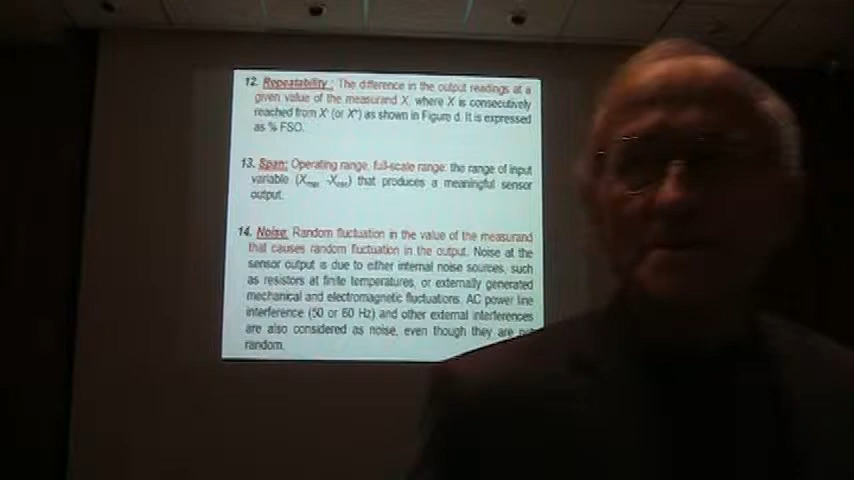 12. Repeatability : The difference in the output readings at a
given value of the measurand X, where X is consecutively
reached from X' (or X") as shown in Figure d. It is expressed
as % FSO.
13. Span: Operating range, full-scale range: the range of input
variable (Xmax -Xmin) that produces a meaningful sensor
output.
14. Noise: Random fluctuation in the value of the measurand
that causes random fluctuation in the output. Noise at the
sensor output is due to either internal noise sources, such
as resistors at finite temperatures, or externally generated
mechanical and electromagnetic fluctuations. AC power line
interference (50 or 60 Hz) and other external interferences
are also considered as noise, even though they are not
random.